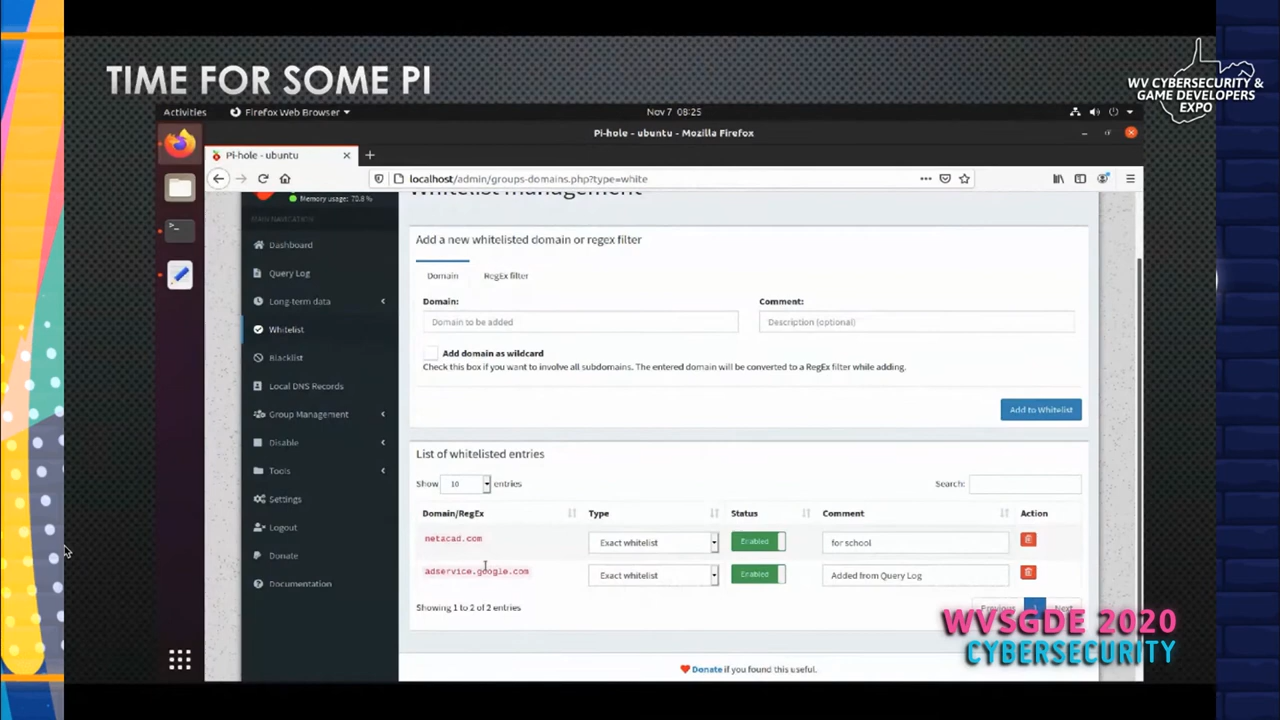 TIME FOR SOME PI
WV CYBERSECURITY &
GAME DEVELOPERS
EXPO
Activities
Firefox Web Browser
Nov 7 08:25
Pi-hole - ubuntu - Mozilla Firefox
Pi-hole - ubuntu
localhost/admin/groups-domains.php?type=white
Memory usage: 70.8 %
Whitelist management
MAIN NAVIGATION
Dashboard
Query Log
Long-term data
Whitelist
Blacklist
Local DNS Records
Group Management
Disable
Tools
Settings
Logout
Donate
Documentation
Add a new whitelisted domain or regex filter
Domain
RegEx filter
Domain:
Comment:
Domain to be added
Description (optional)
Add domain as wildcard
Check this box if you want to involve all subdomains. The entered domain will be converted to a RegEx filter while adding.
Add to Whitelist
List of whitelisted entries
Show 10 entries
Search:
Domain/RegEx Type Status Comment Action
netacad.com Exact whitelist Enabled for school
adservice.google.com Exact whitelist Enabled Added from Query Log
Showing 1 to 2 of 2 entries
Previous 1 Next
Donate if you found this useful.
WVSGDE 2020
CYBERSECURITY